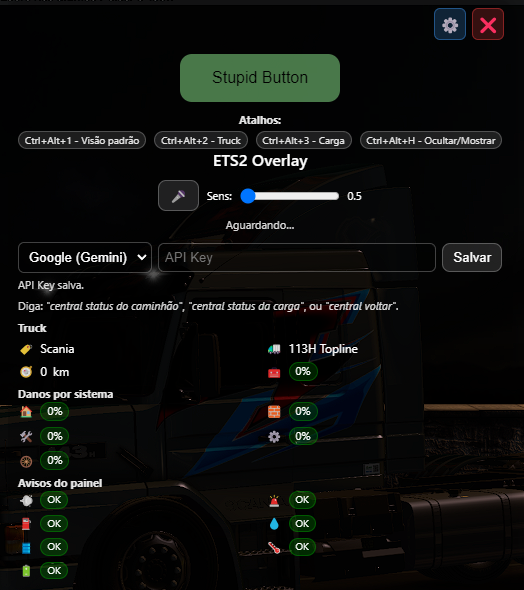 Stupid Button
Atalhos:
Ctrl+Alt+1 - Visão padrão Ctrl+Alt+2 - Truck Ctrl+Alt+3 - Carga Ctrl+Alt+H - Ocultar/Mostrar
ETS2 Overlay
Sens: 0.5
Aguardando...
Google (Gemini) API Key Salvar
API Key salva.
Diga: "central status do caminhão", "central status da carga", ou "central voltar".
Truck
Scania 113H Topline
0 km 0%
Danos por sistema
0% 0%
0% 0%
0%
Avisos do painel
OK OK
OK OK
OK OK
OK